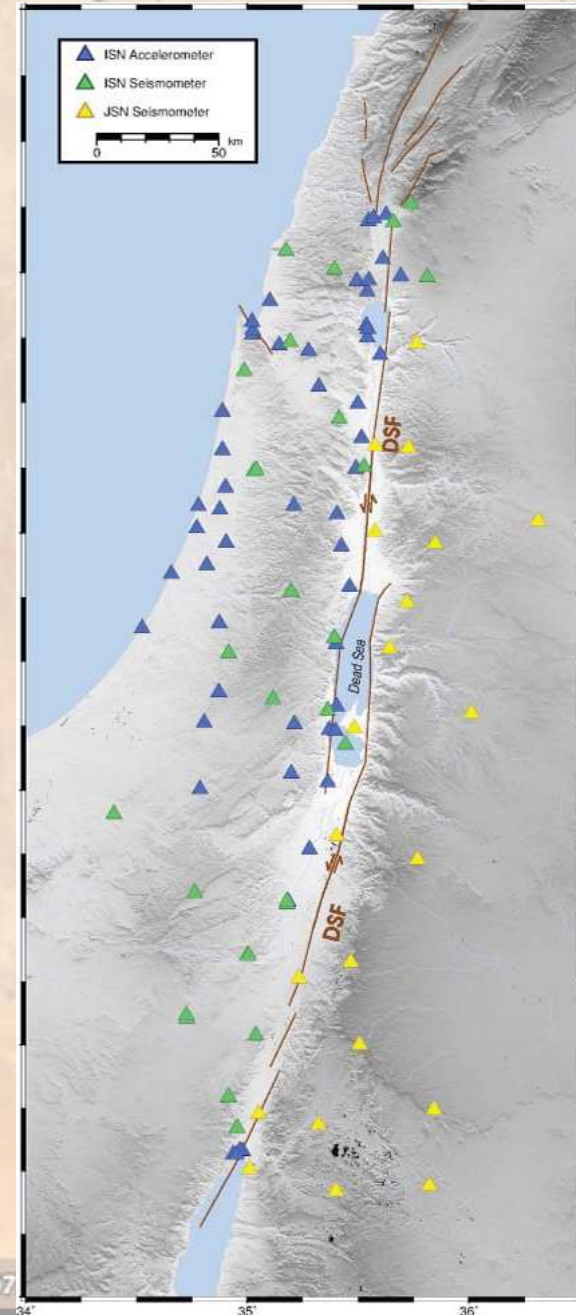 ISN Accelerometer
ISN Seismometer
JSN Seismometer
0 50 km
DSF
Dead Sea
DSF
34˚ 35˚ 36˚